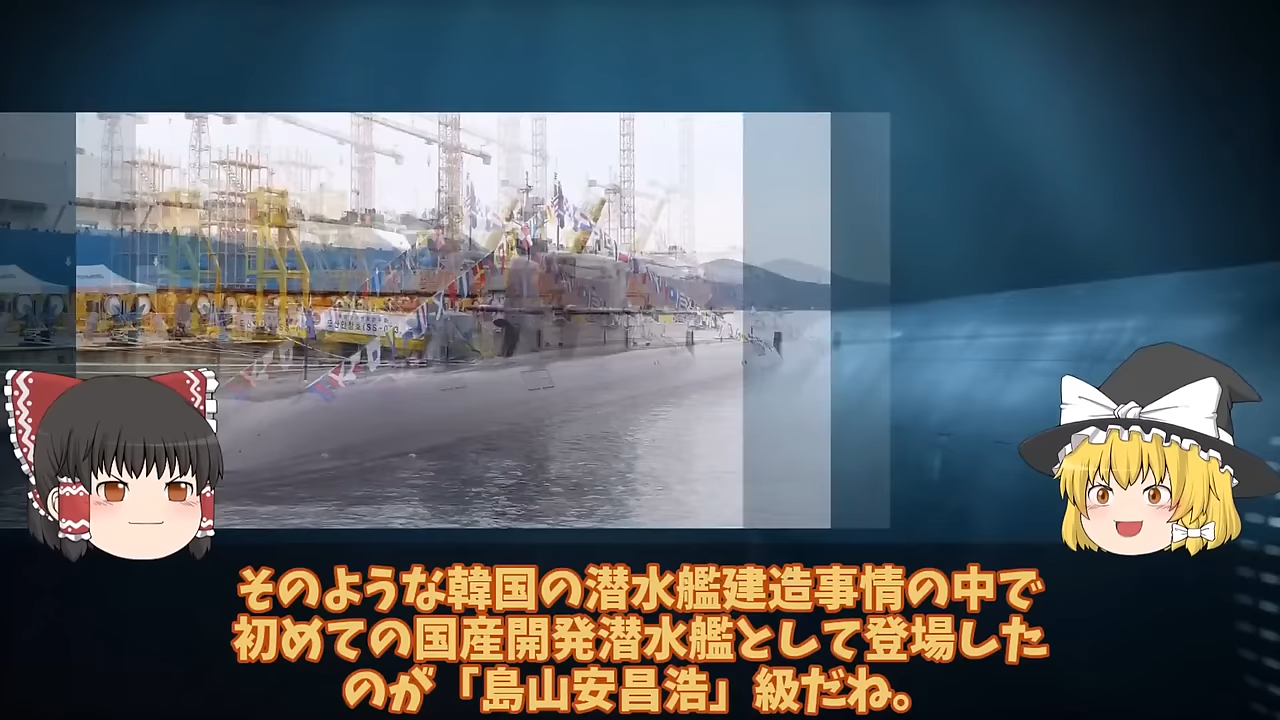 そのような韓国の潜水艦建造事情の中で
初めての国産開発潜水艦として登場した
のが「島山安昌浩」級だね。